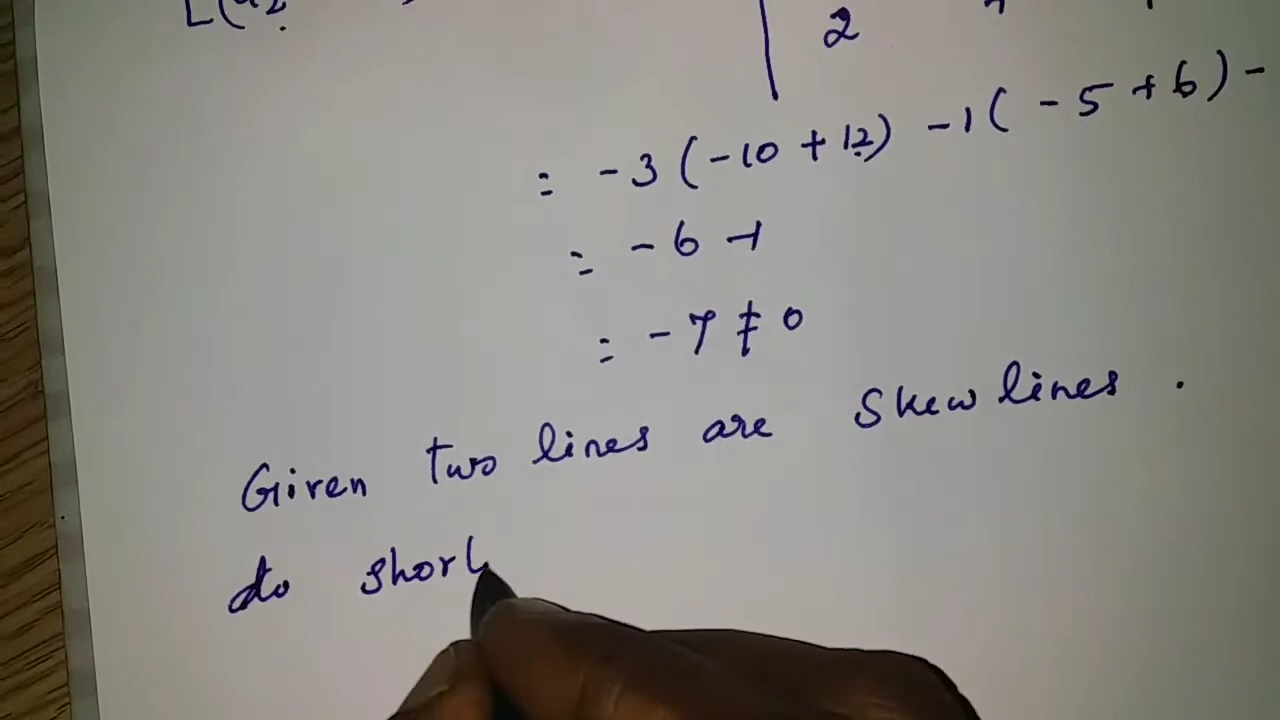 2
= -3 (-10 + 12) -1( -5 + 6) -
= -6 -1
= -7 ≠ 0
Given two lines are Skew lines .
do short